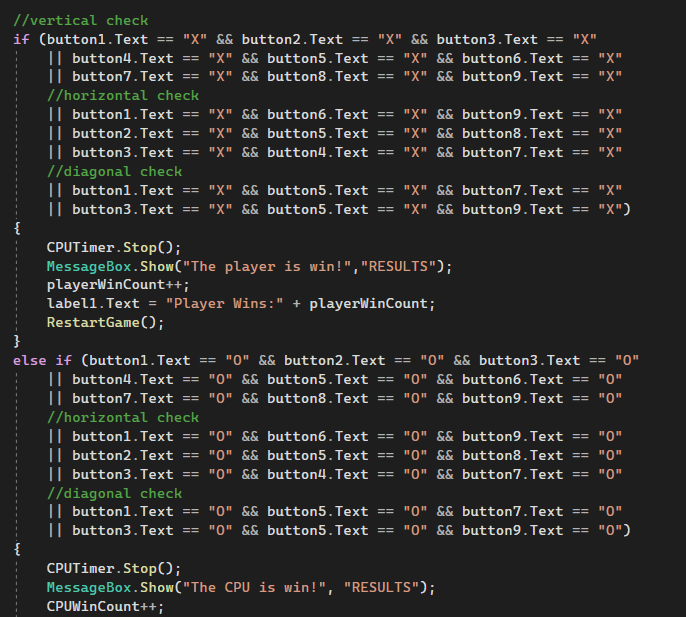 //vertical check
if (button1.Text == "X" && button2.Text == "X" && button3.Text == "X"
|| button4.Text == "X" && button5.Text == "X" && button6.Text == "X"
|| button7.Text == "X" && button8.Text == "X" && button9.Text == "X"
//horizontal check
|| button1.Text == "X" && button6.Text == "X" && button9.Text == "X"
|| button2.Text == "X" && button5.Text == "X" && button8.Text == "X"
|| button3.Text == "X" && button4.Text == "X" && button7.Text == "X"
//diagonal check
|| button1.Text == "X" && button5.Text == "X" && button7.Text == "X"
|| button3.Text == "X" && button5.Text == "X" && button9.Text == "X")
{
CPUTimer.Stop();
MessageBox.Show("The player is win!","RESULTS");
playerWinCount++;
label1.Text = "Player Wins:" + playerWinCount;
RestartGame();
}
else if (button1.Text == "O" && button2.Text == "O" && button3.Text == "O"
|| button4.Text == "O" && button5.Text == "O" && button6.Text == "O"
|| button7.Text == "O" && button8.Text == "O" && button9.Text == "O"
//horizontal check
|| button1.Text == "O" && button6.Text == "O" && button9.Text == "O"
|| button2.Text == "O" && button5.Text == "O" && button8.Text == "O"
|| button3.Text == "O" && button4.Text == "O" && button7.Text == "O"
//diagonal check
|| button1.Text == "O" && button5.Text == "O" && button7.Text == "O"
|| button3.Text == "O" && button5.Text == "O" && button9.Text == "O")
{
CPUTimer.Stop();
MessageBox.Show("The CPU is win!", "RESULTS");
CPUWinCount++;